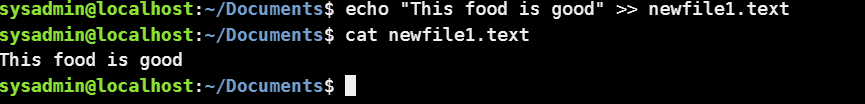 sysadmin@localhost:~/Documents$ echo "This food is good" >> newfile1.text
sysadmin@localhost:~/Documents$ cat newfile1.text
This food is good
sysadmin@localhost:~/Documents$